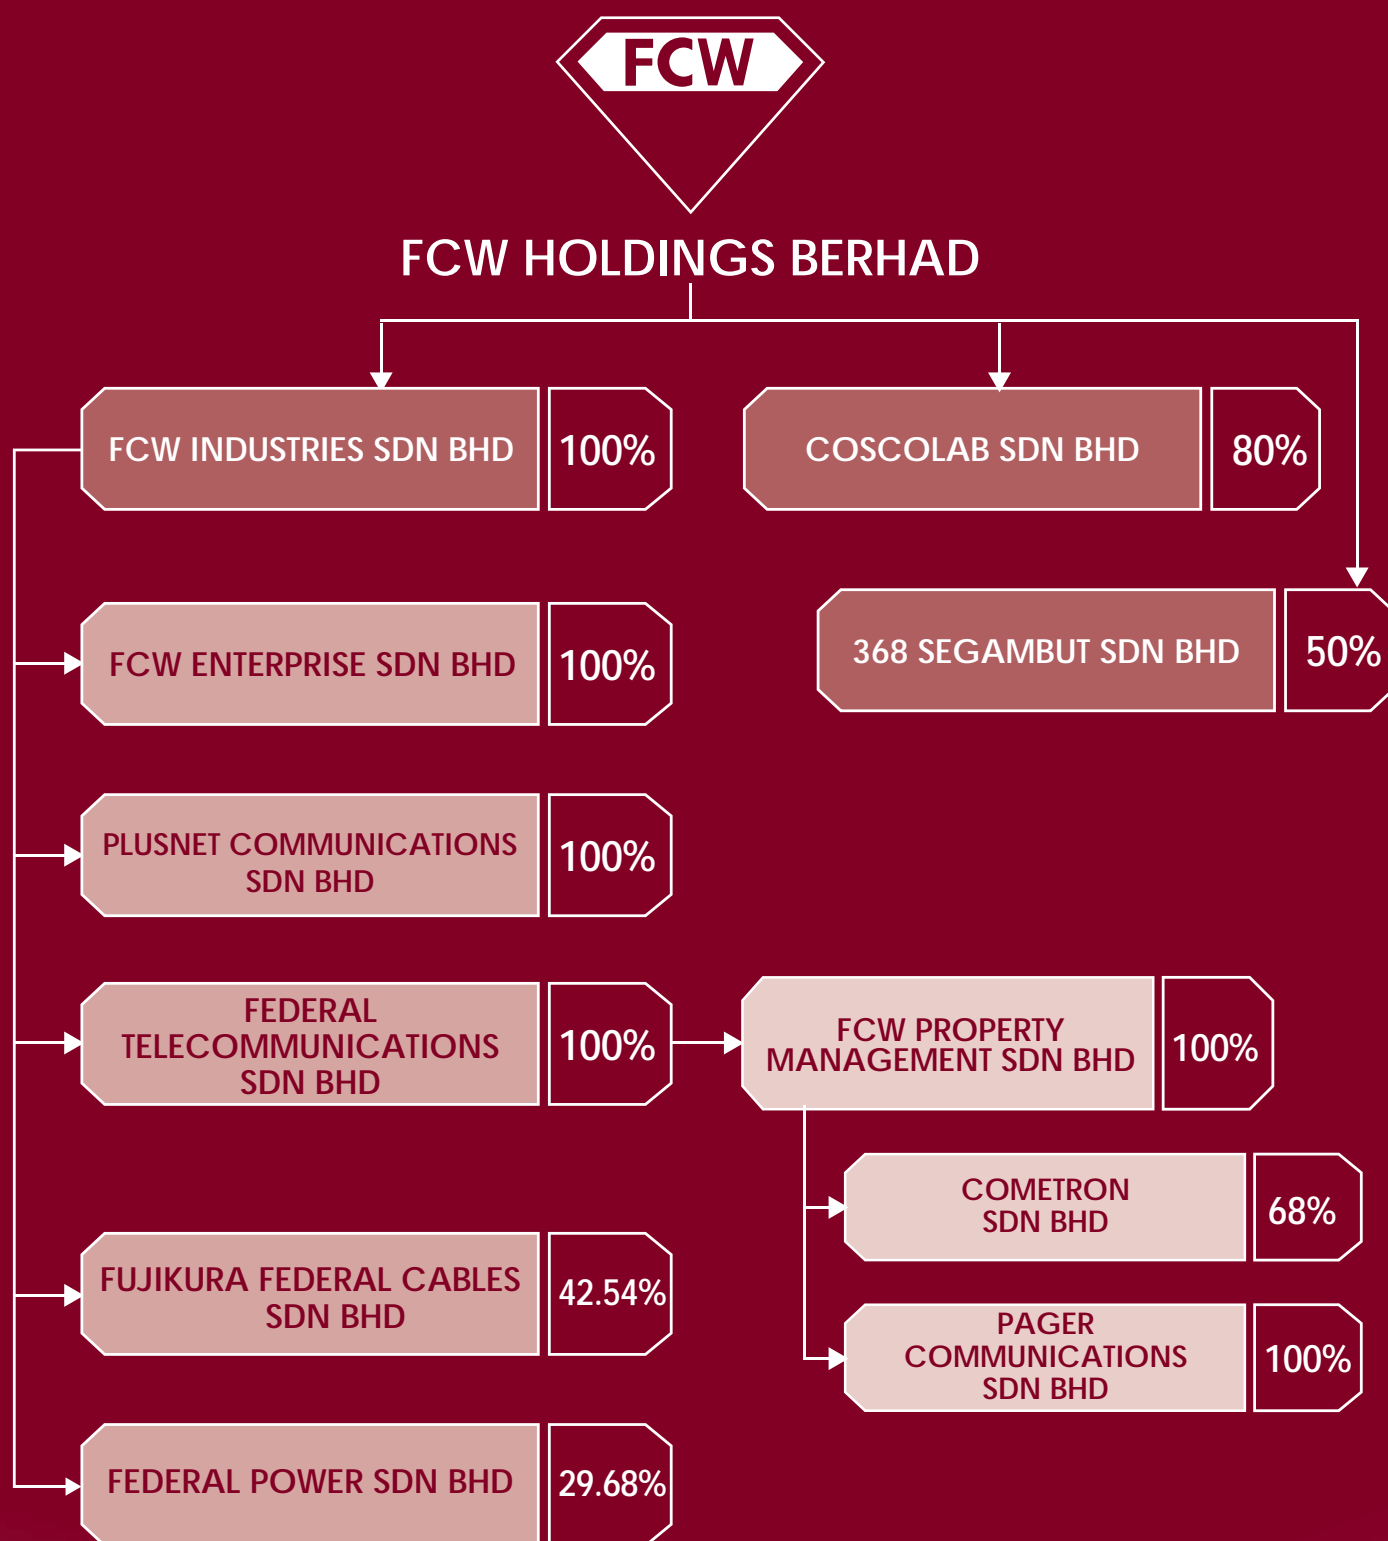 FCW
FCW HOLDINGS BERHAD
FCW INDUSTRIES SDN BHD
100%
COSCOLAB SDN BHD
80%
368 SEGAMBUT SDN BHD
50%
FCW ENTERPRISE SDN BHD
100%
PLUSNET COMMUNICATIONS
SDN BHD
100%
FEDERAL
TELECOMMUNICATIONS
SDN BHD
100%
FCW PROPERTY
MANAGEMENT SDN BHD
100%
COMETRON
SDN BHD
68%
PAGER
COMMUNICATIONS
SDN BHD
100%
FUJIKURA FEDERAL CABLES
SDN BHD
42.54%
FEDERAL POWER SDN BHD
29.68%